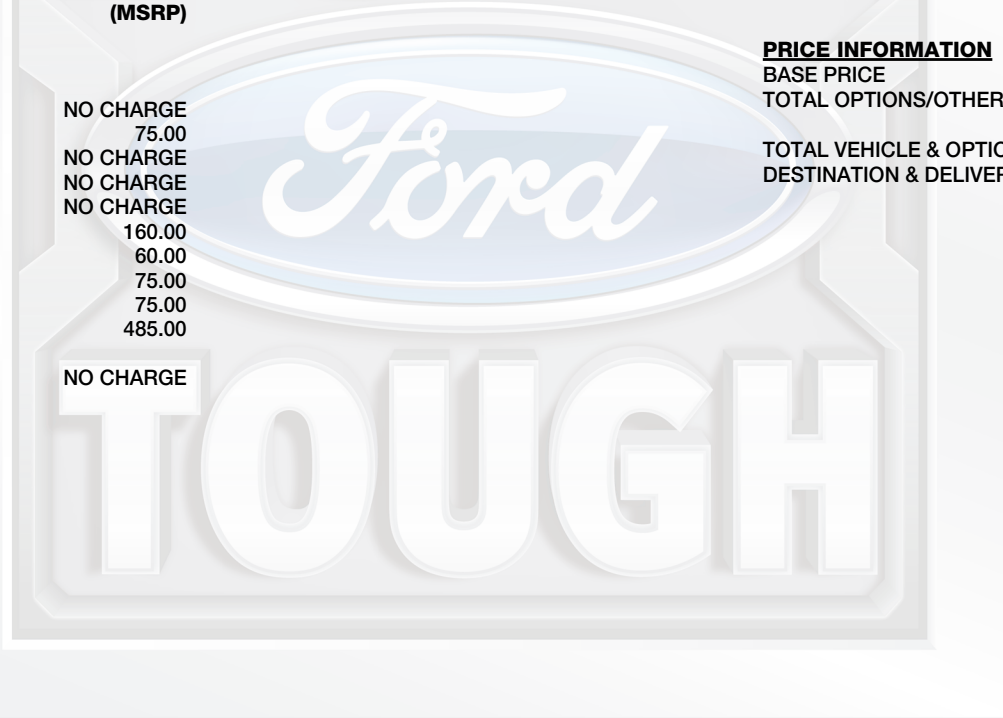 (MSRP)
NO CHARGE
75.00
NO CHARGE
NO CHARGE
NO CHARGE
160.00
60.00
75.00
75.00
485.00
NO CHARGE
PRICE INFORMATION
BASE PRICE
TOTAL OPTIONS/OTHER
TOTAL VEHICLE & OPTIO
DESTINATION & DELIVER
Ford
TOUGH